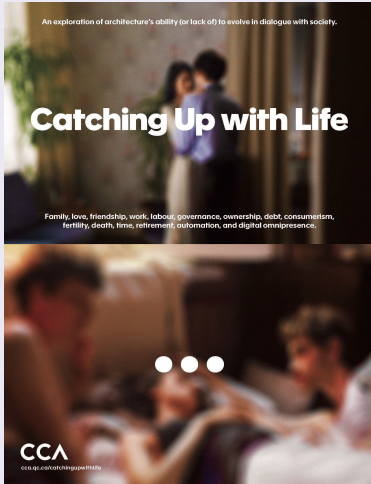 An exploration of architecture's ability (or lack of) to evolve in dialogue with society.
Catching Up with Life
Family, love, friendship, work, labour, governance, ownership, debt, consumerism,
fertility, death, time, retirement, automation, and digital omnipresence.
CCA
cca.qc.ca/catchingupwithlife